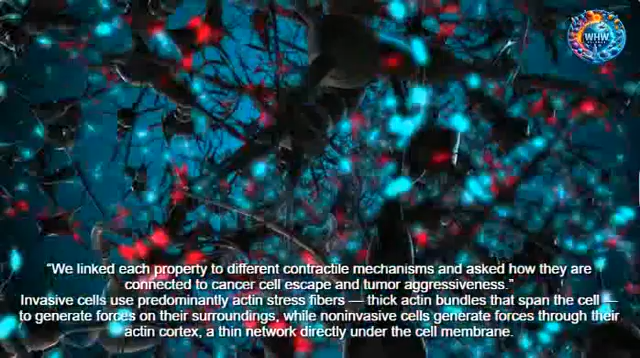 WHW
"We linked each property to different contractile mechanisms and asked how they are
connected to cancer cell escape and tumor aggressiveness."
Invasive cells use predominantly actin stress fibers — thick actin bundles that span the cell —
to generate forces on their surroundings, while noninvasive cells generate forces through their
actin cortex, a thin network directly under the cell membrane.